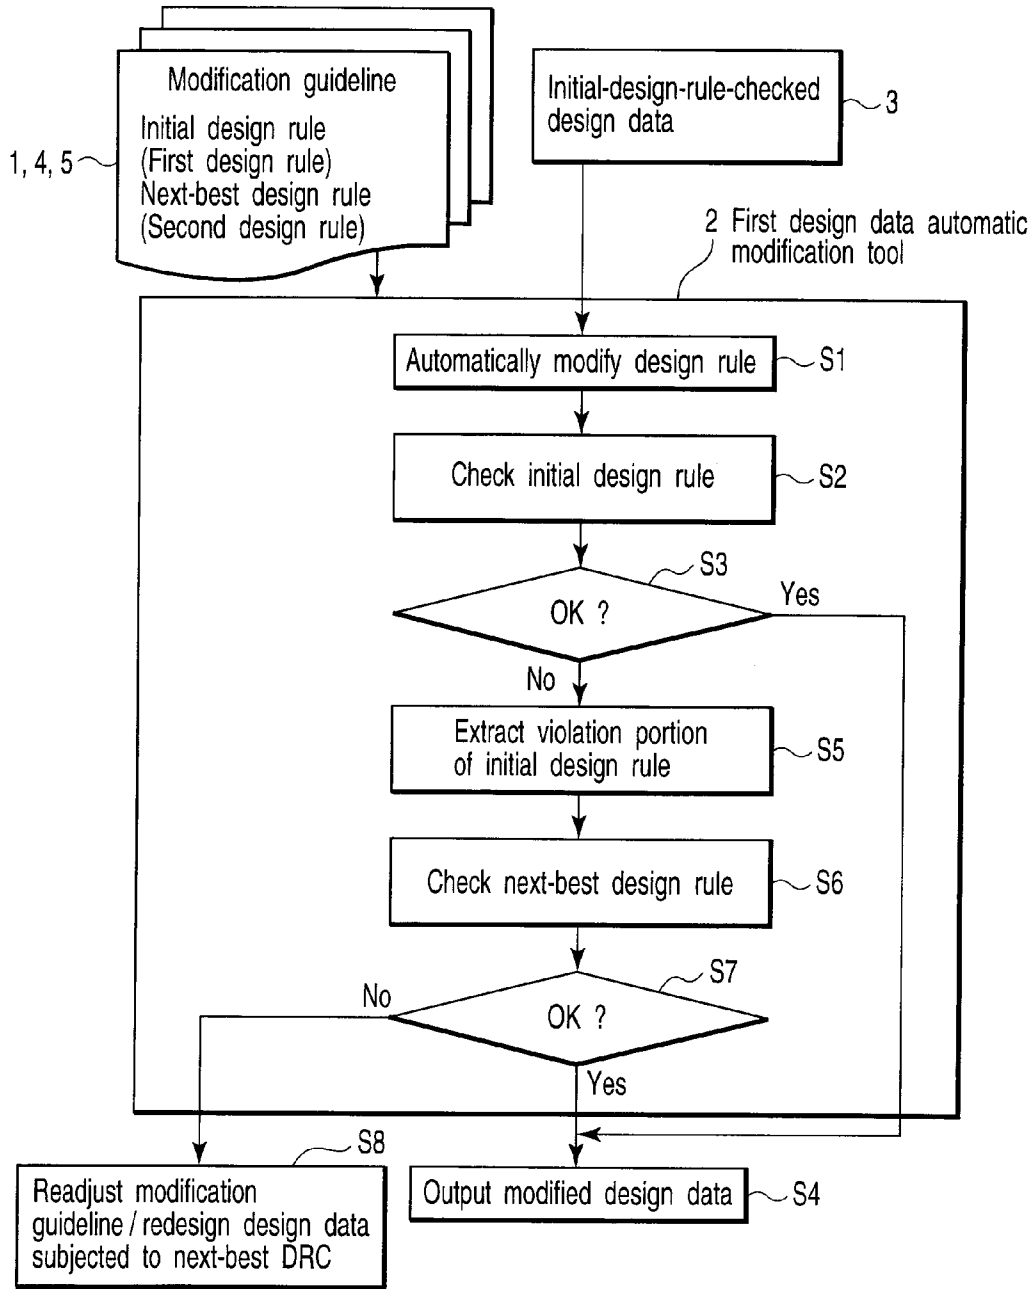 Modification guideline
Initial design rule
(First design rule)
Next-best design rule
(Second design rule)
1, 4, 5
Initial-design-rule-checked
design data
3
2 First design data automatic
modification tool
Automatically modify design rule
S1
Check initial design rule
S2
S3
OK ?
Yes
No
Extract violation portion
of initial design rule
S5
Check next-best design rule
S6
S7
No
OK ?
Yes
S8
Readjust modification
guideline / redesign design data
subjected to next-best DRC
Output modified design data
S4